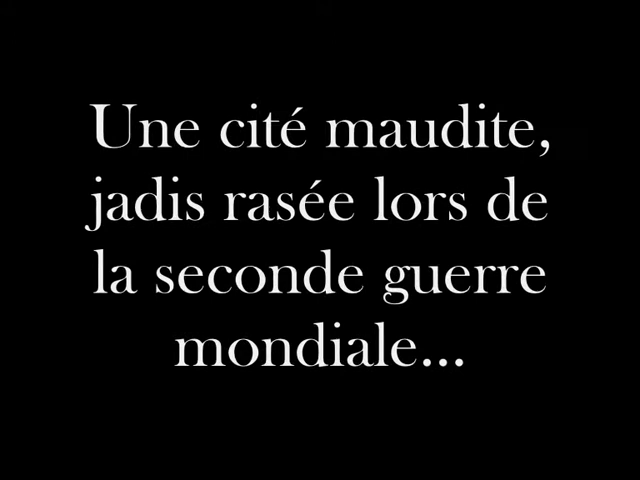 Une cité maudite,
jadis rasée lors de
la seconde guerre
mondiale...